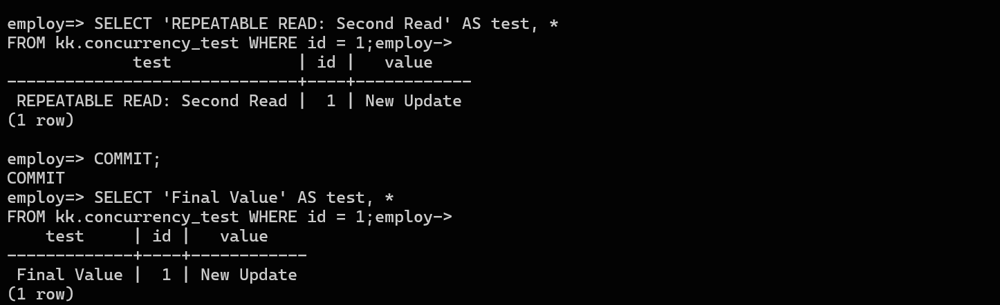 employ=> SELECT 'REPEATABLE READ: Second Read' AS test, *
FROM kk.concurrency_test WHERE id = 1;employ->
             test             | id |   value
------------------------------+----+------------
 REPEATABLE READ: Second Read |  1 | New Update
(1 row)

employ=> COMMIT;
COMMIT
employ=> SELECT 'Final Value' AS test, *
FROM kk.concurrency_test WHERE id = 1;employ->
    test     | id |   value
-------------+----+------------
 Final Value |  1 | New Update
(1 row)